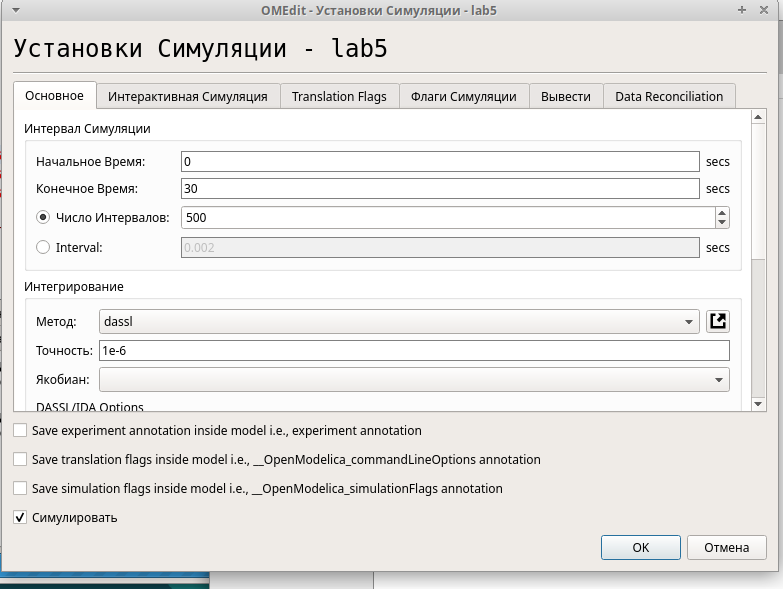 OMEdit - Установки Симуляции - lab5
Установки Симуляции - lab5
Основное Интерактивная Симуляция Translation Flags Флаги Симуляции Вывести Data Reconciliation
Интервал Симуляции
Начальное Время: 0 secs
Конечное Время: 30 secs
Число Интервалов: 500
Interval: 0.002 secs
Интегрирование
Метод: dassl
Точность: 1e-6
Якобиан:
DASSL/IDA Options
Save experiment annotation inside model i.e., experiment annotation
Save translation flags inside model i.e., __OpenModelica_commandLineOptions annotation
Save simulation flags inside model i.e., __OpenModelica_simulationFlags annotation
Симулировать
OK Отмена